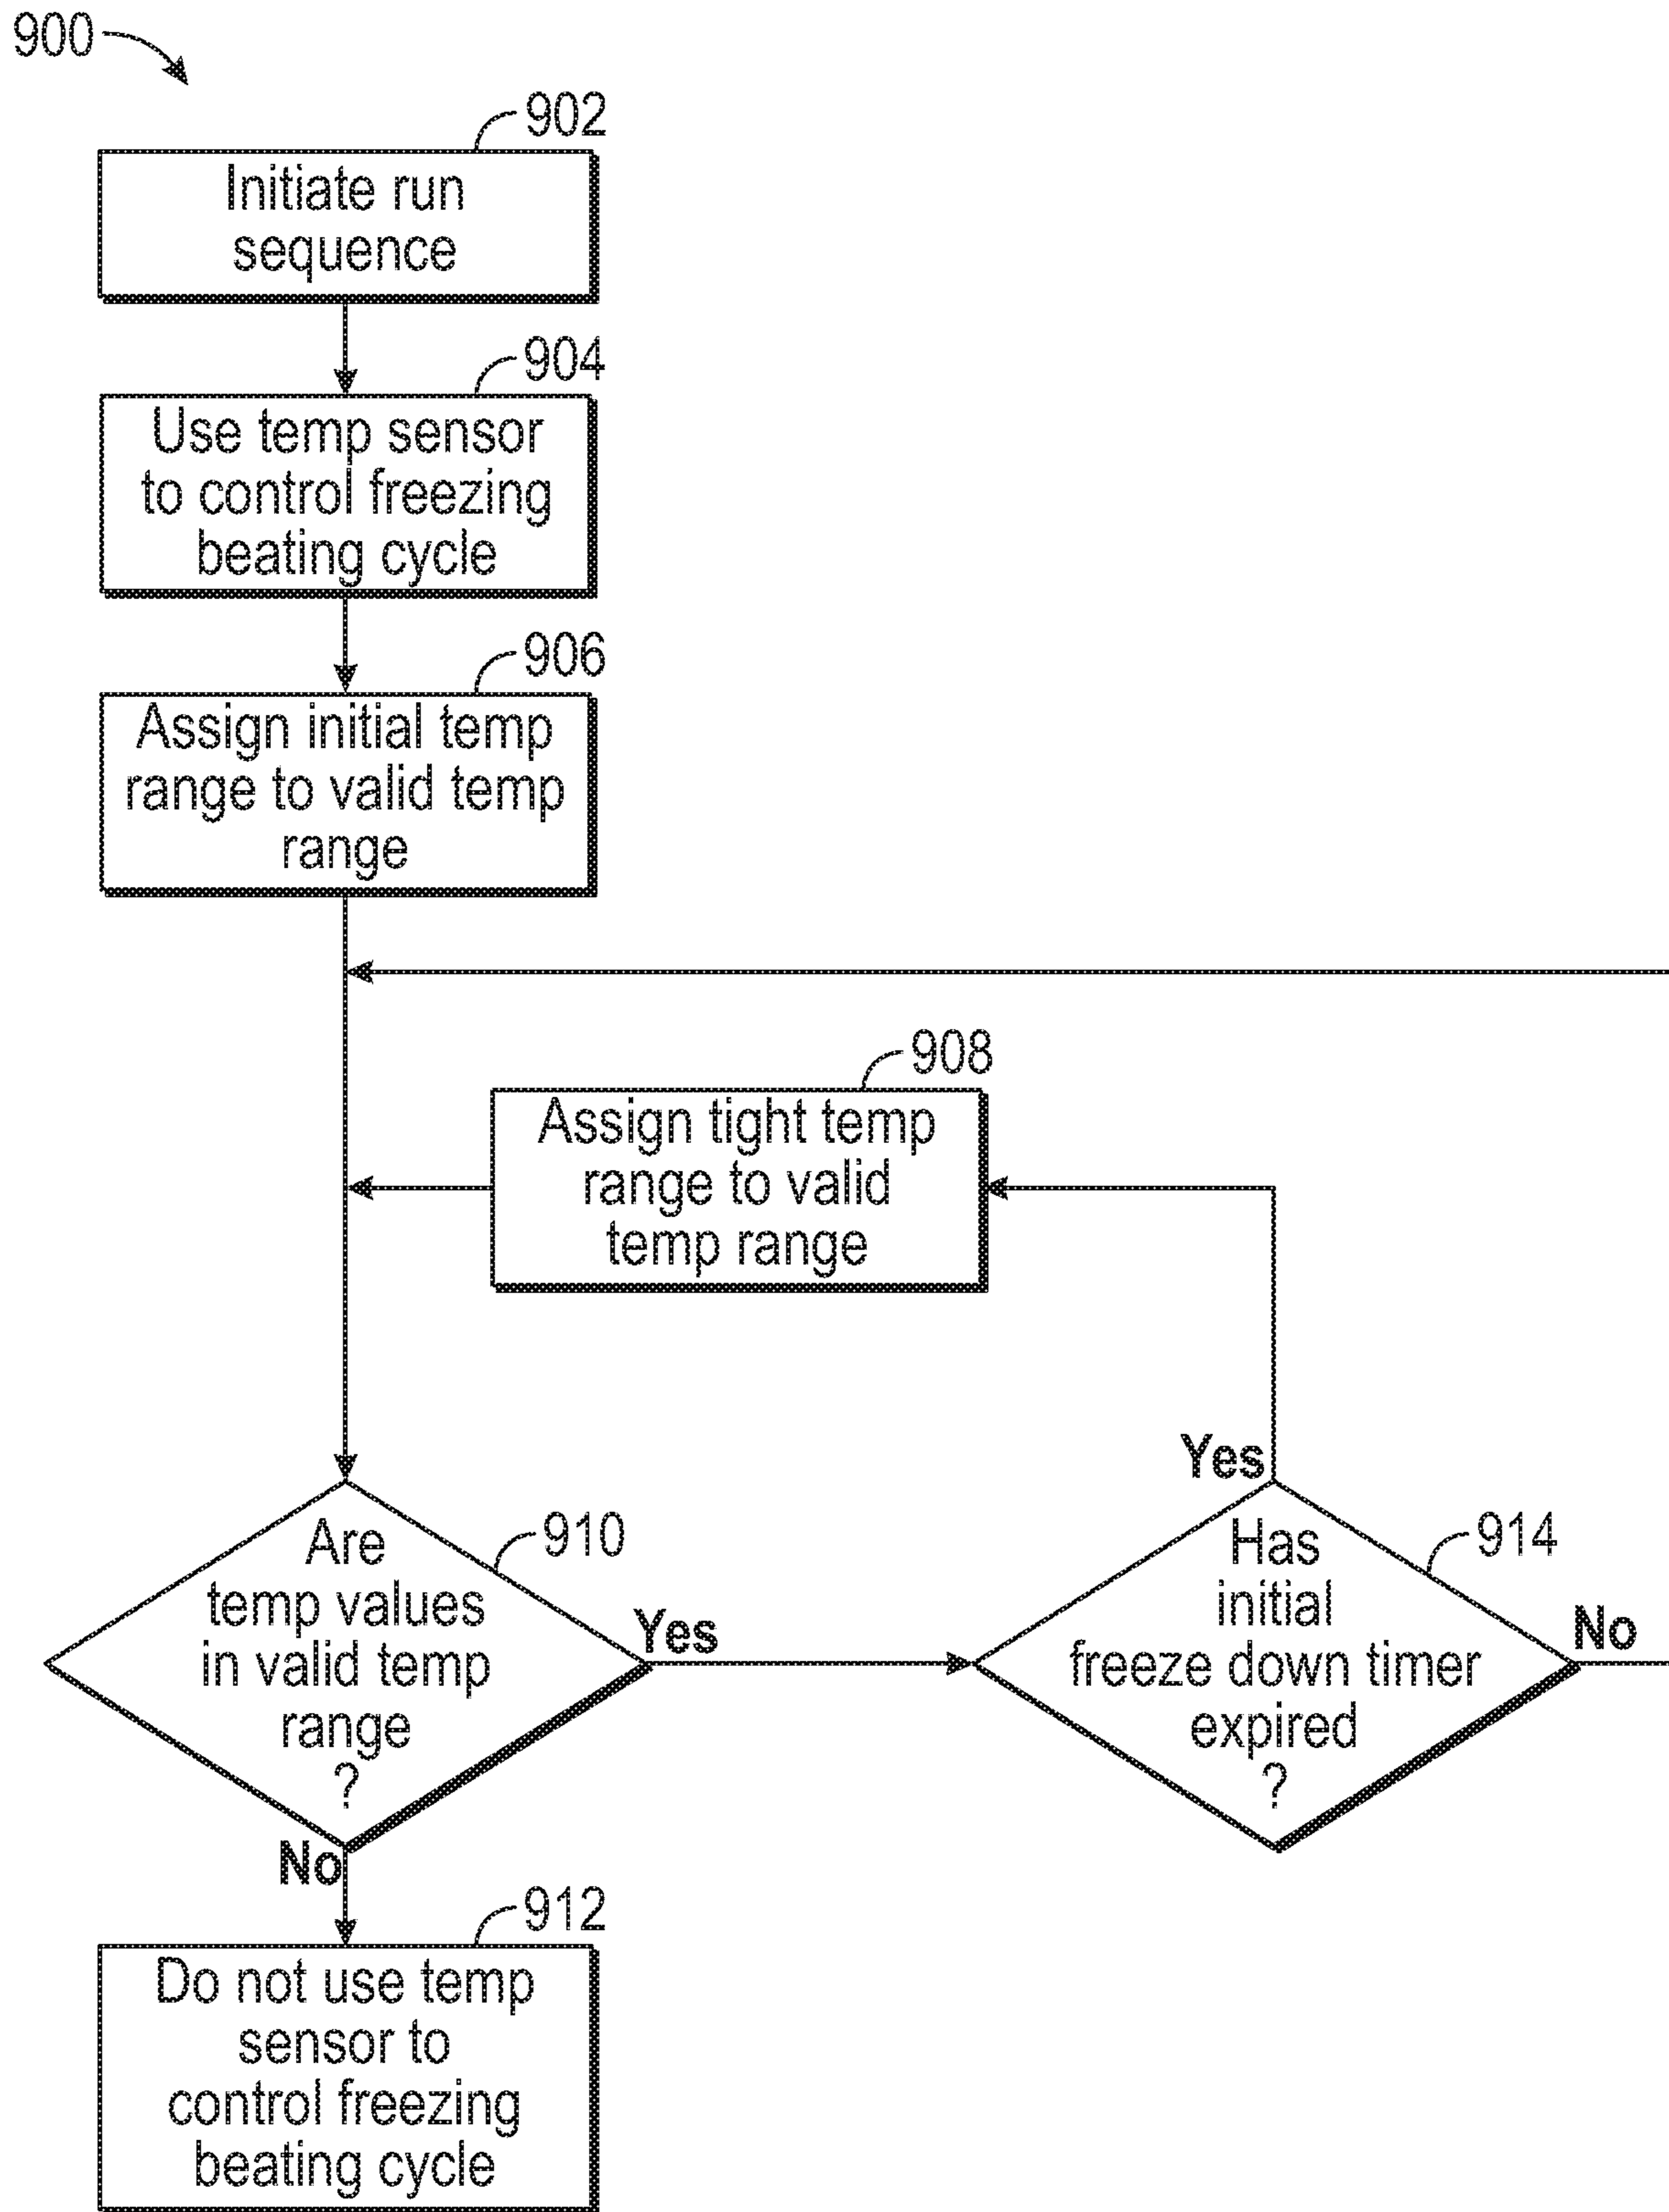 900
902
Initiate run
sequence
904
Use temp sensor
to control freezing
beating cycle
906
Assign initial temp
range to valid temp
range
908
Assign tight temp
range to valid
temp range
910
Are
temp values
in valid temp
range
?
Yes
No
914
Has
initial
freeze down timer
expired
?
Yes
No
912
Do not use temp
sensor to
control freezing
beating cycle